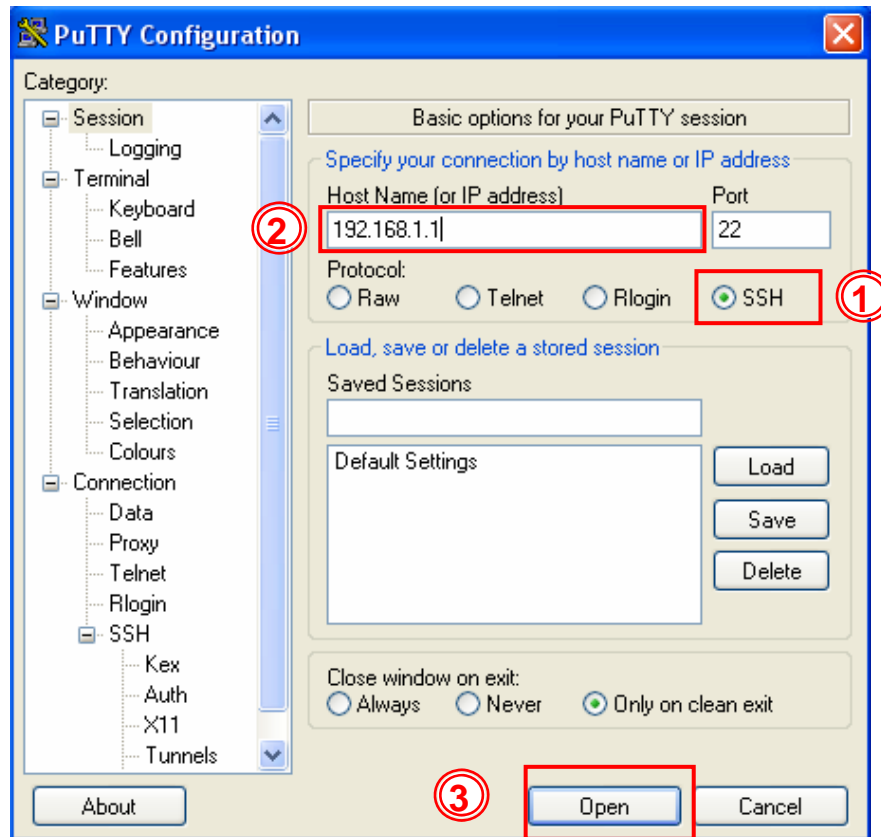 PuTTY Configuration
Category:
Session
Logging
Terminal
Keyboard
Bell
Features
Window
Appearance
Behaviour
Translation
Selection
Colours
Connection
Data
Proxy
Telnet
Rlogin
SSH
Kex
Auth
X11
Tunnels
Basic options for your PuTTY session
Specify your connection by host name or IP address
Host Name (or IP address) Port
2 192.168.1.1 22
Protocol:
Raw Telnet Rlogin SSH 1
Load, save or delete a stored session
Saved Sessions
Default Settings
Load
Save
Delete
Close window on exit:
Always Never Only on clean exit
About 3 Open Cancel